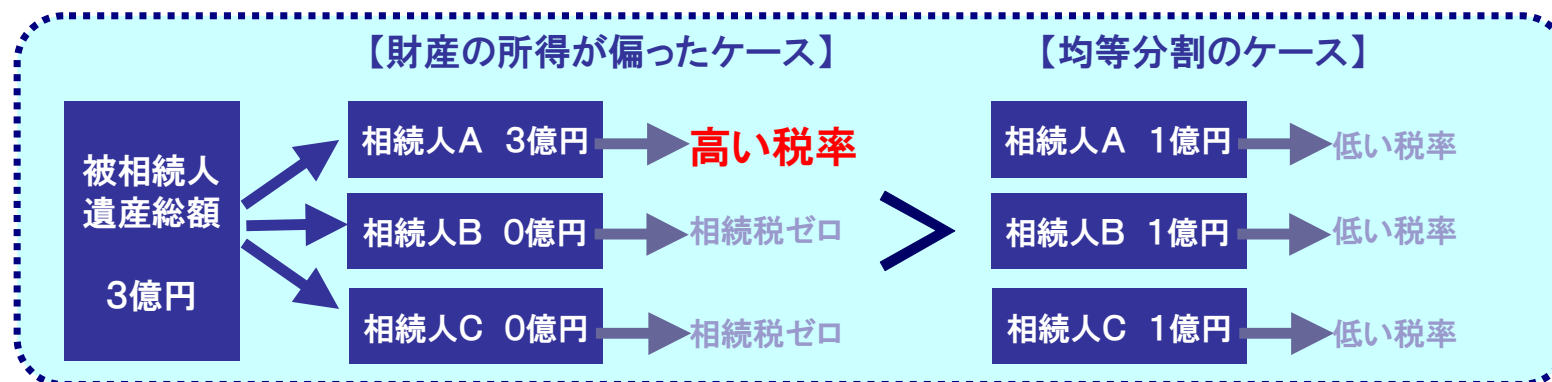 【財産の所得が偏ったケース】
【均等分割のケース】
被相続人
遺産総額
3億円
相続人A 3億円
高い税率
相続人B 0億円
相続税ゼロ
相続人C 0億円
相続税ゼロ
>
相続人A 1億円
低い税率
相続人B 1億円
低い税率
相続人C 1億円
低い税率